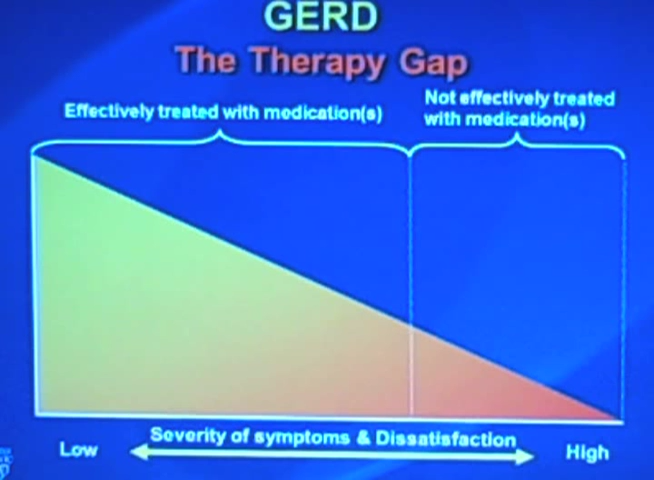 GERD
The Therapy Gap
Effectively treated with medication(s)
Not effectively treated
with medication(s)
Severity of symptoms & Dissatisfaction
Low
High